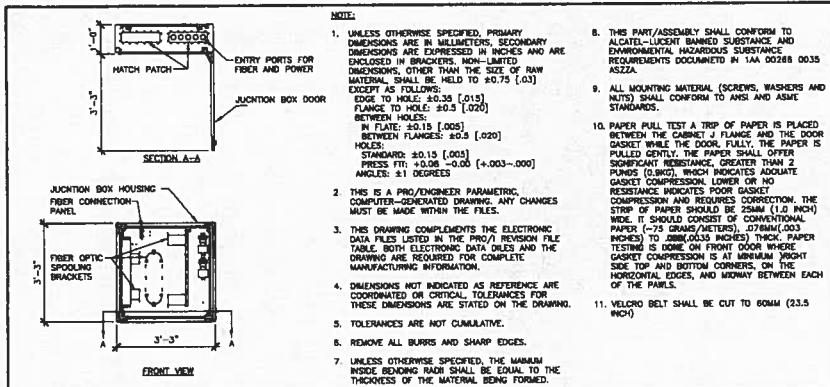 3'-0"
3'-3"
ENTRY PORTS FOR
FIBER AND POWER
HATCH PATCH
JUCNTION BOX DOOR
SECTION A-A
JUCNTION BOX HOUSING
FIBER CONNECTION
PANEL
FIBER OPTIC
SPOOLING
BRACKETS
3'-3"
A
3'-3"
A
FRONT VIEW
NOTE:
1. UNLESS OTHERWISE SPECIFIED, PRIMARY
DIMENSIONS ARE IN MILLIMETERS, SECONDARY
DIMENSIONS ARE EXPRESSED IN INCHES AND ARE
ENCLOSED IN BRACKERS. NON-LIMITED
DIMENSIONS, OTHER THAN THE SIZE OF RAW
MATERIAL, SHALL BE HELD TO ±0.75 [.03]
EXCEPT AS FOLLOWS:
EDGE TO HOLE: ±0.35 [.015]
FLANGE TO HOLE: ±0.5 [.020]
BETWEEN HOLES:
IN FLATE: ±0.15 [.005]
BETWEEN FLANGES: ±0.5 [.020]
HOLES:
STANDARD: ±0.15 [.005]
PRESS FIT: +0.08 -0.00 [+.003-.000]
ANGLES: ±1 DEGREES
2. THIS IS A PRO/ENGINEER PARAMETRIC,
COMPUTER-GENERATED DRAWING. ANY CHANGES
MUST BE MADE WITHIN THE FILES.
3. THIS DRAWING COMPLEMENTS THE ELECTRONIC
DATA FILES LISTED IN THE PRO/I REVISION FILE
TABLE. BOTH ELECTRONIC DATA DILES AND THE
DRAWING ARE REQUIRED FOR COMPLETE
MANUFACTURING INFORMATION.
4. DIMENSIONS NOT INDICATED AS REFERENCE ARE
COORDINATED OR CRITICAL, TOLERANCES FOR
THESE DIMENSIONS ARE STATED ON THE DRAWING.
5. TOLERANCES ARE NOT CUMULATIVE.
6. REMOVE ALL BURRS AND SHARP EDGES.
7. UNLESS OTHERWISE SPECIFIED, THE MAIMUM
INSIDE BENDING RADII SHALL BE EQUAL TO THE
THICKNESS OF THE MATERIAL BEING FORMED.
8. THIS PART/ASSEMBLY SHALL CONFORM TO
ALCATEL-LUCENT BANNED SUBSTANCE AND
ENVIRONMENTAL HAZARDOUS SUBSTANCE
REQUIREMENTS DOCUMNETD IN 1AA 00266 0035
ASZZA.
9. ALL MOUNTING MATERIAL (SCREWS, WASHERS AND
NUTS) SHALL CONFORM TO ANSI AND ASME
STANDARDS.
10. PAPER PULL TEST A TRIP OF PAPER IS PLACED
BETWEEN THE CABINET J FLANGE AND THE DOOR
GASKET WHILE THE DOOR, FULLY. THE PAPER IS
PULLED GENTLY. THE PAPER SHALL OFFER
SIGNIFICANT RESISTANCE, GREATER THAN 2
PUNDS (0.9KG), WHICH INDICATES ADQUATE
GASKET COMPRESSION. LOWER OR NO
RESISTANCE INDICATES POOR GASKET
COMPRESSION AND REQUIRES CORRECTION. THE
STRIP OF PAPER SHOULD BE 25MM (1.0 INCH)
WIDE. IT SHOULD CONSIST OF CONVENTIONAL
PAPER (~75 GRAMS/METERS), .076MM(.003
INCHES) TO (.0035 INCHES) THICK. PAPER
TESTING IS DONE ON FRONT DOOR WHERE
GASKET COMPRESSION IS AT MINIMUM
SIDE TOP AND BOTTOM CORNERS, ON THE
HORIZONTAL EDGES, AND MIDWAY BETWEEN EACH
OF THE PAWLS.
11. VELCRO BELT SHALL BE CUT TO 60MM (23.5
INCH)